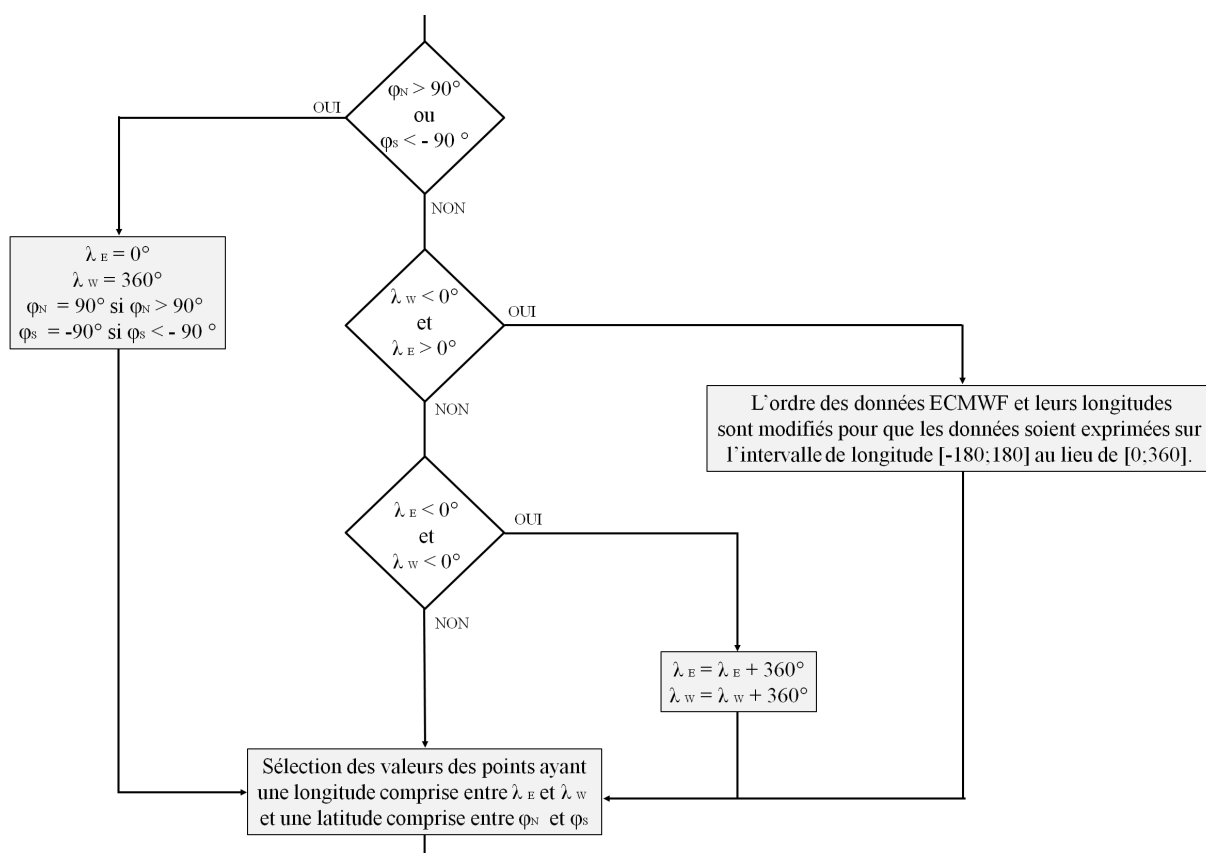 φN > 90°
ou
φS < - 90 °
OUI
NON
λ E = 0°
λ W = 360°
φN = 90° si φN > 90°
φS = -90° si φS < - 90 °
λ W < 0°
et
λ E > 0°
OUI
NON
L'ordre des données ECMWF et leurs longitudes
sont modifiés pour que les données soient exprimées sur
l'intervalle de longitude [-180;180] au lieu de [0;360].
λ E < 0°
et
λ W < 0°
OUI
NON
λ E = λ E + 360°
λ W = λ W + 360°
Sélection des valeurs des points ayant
une longitude comprise entre λ E et λ W
et une latitude comprise entre φN et φS